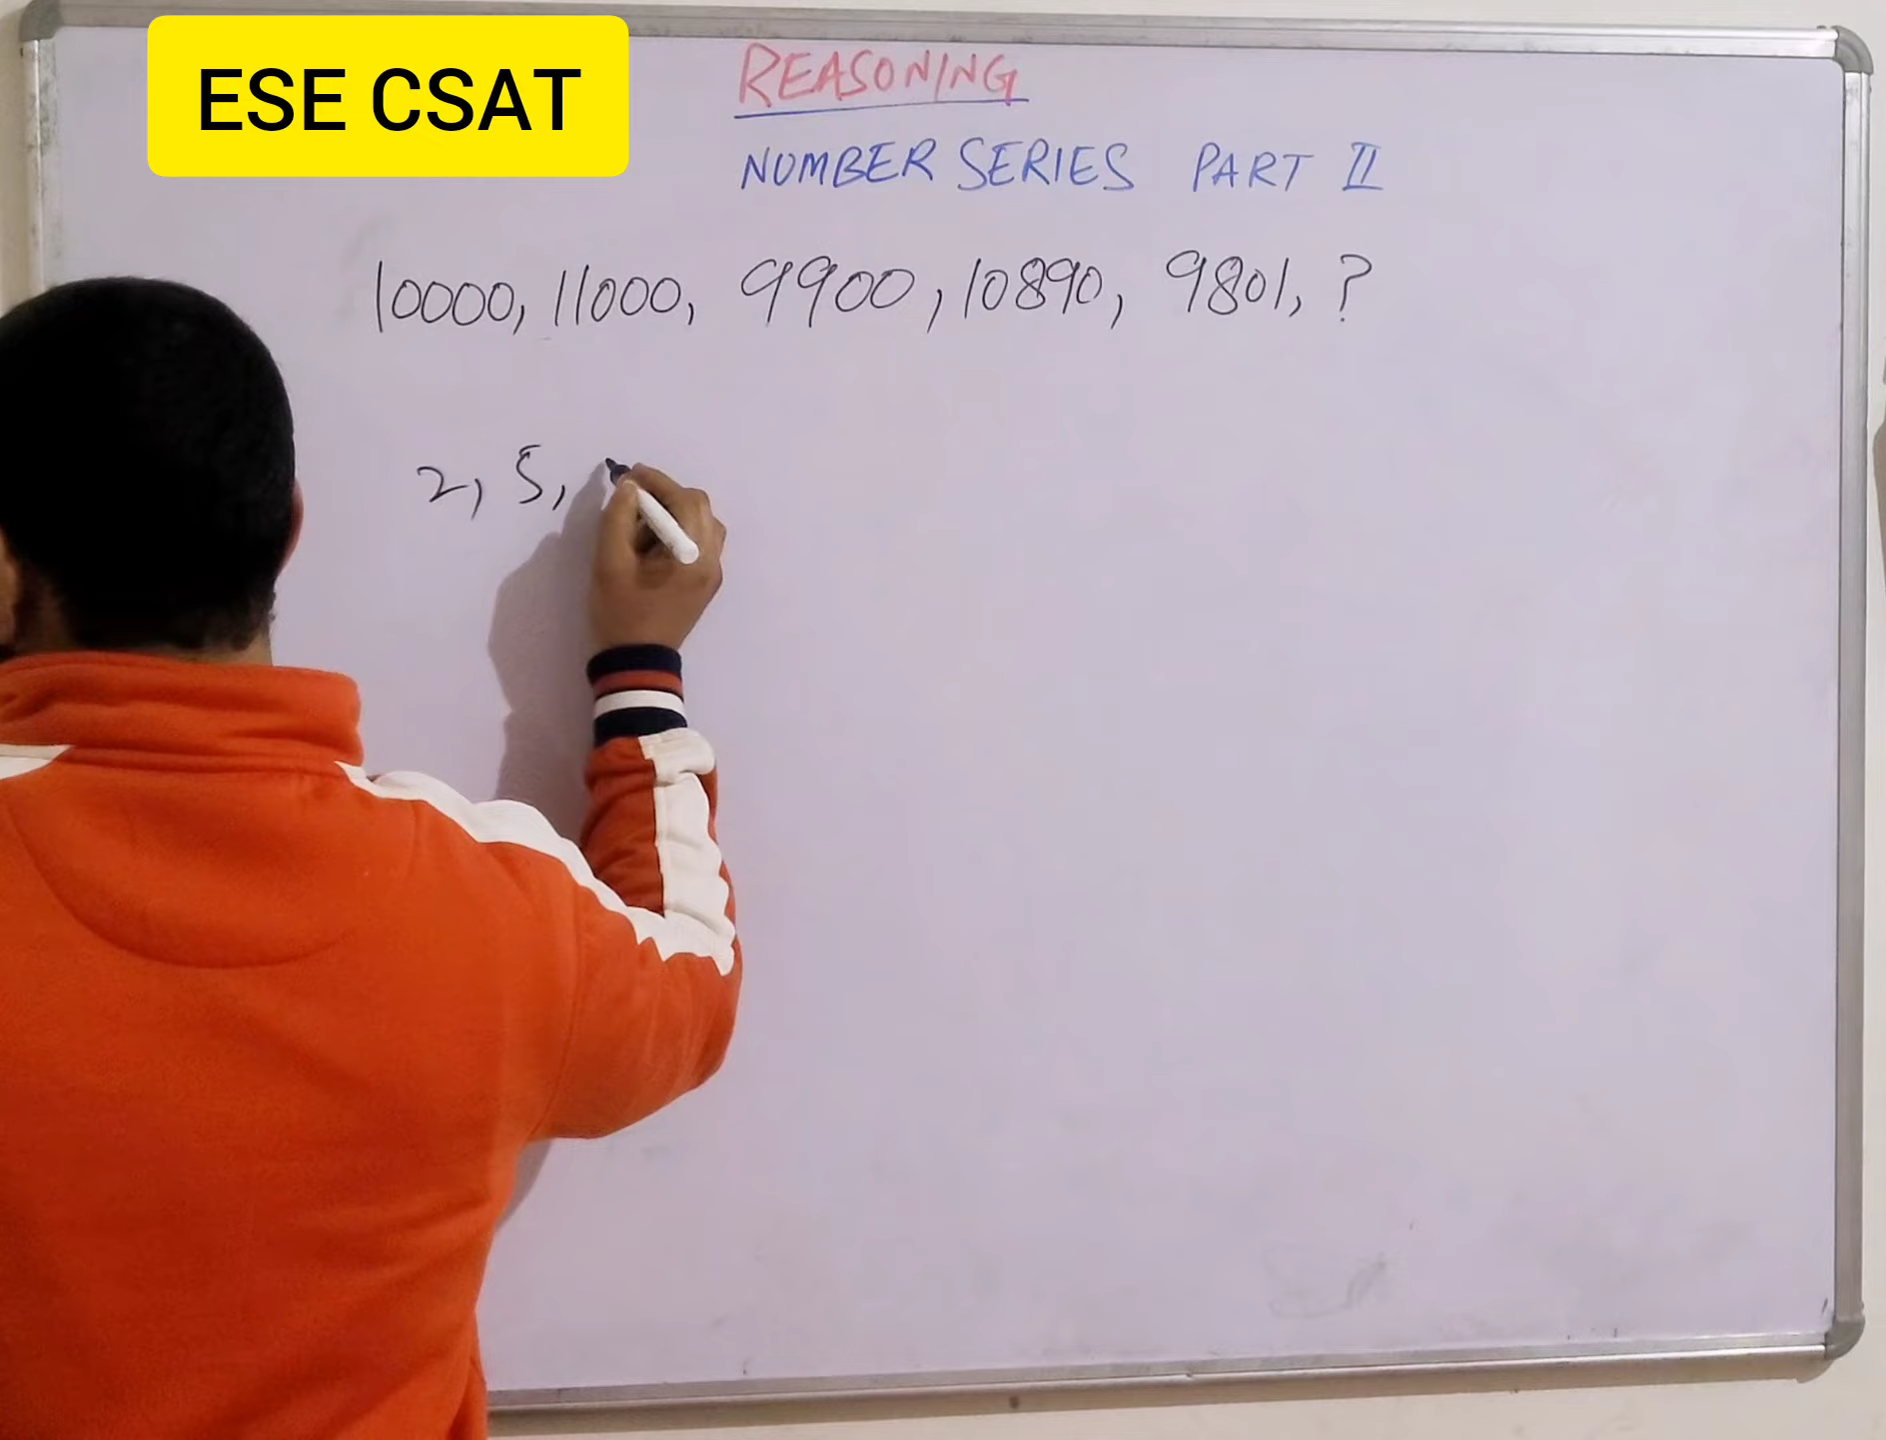 ESE CSAT
REASONING
NUMBER SERIES PART II
10000, 11000, 9900, 10890, 9801, ?
2, 5,